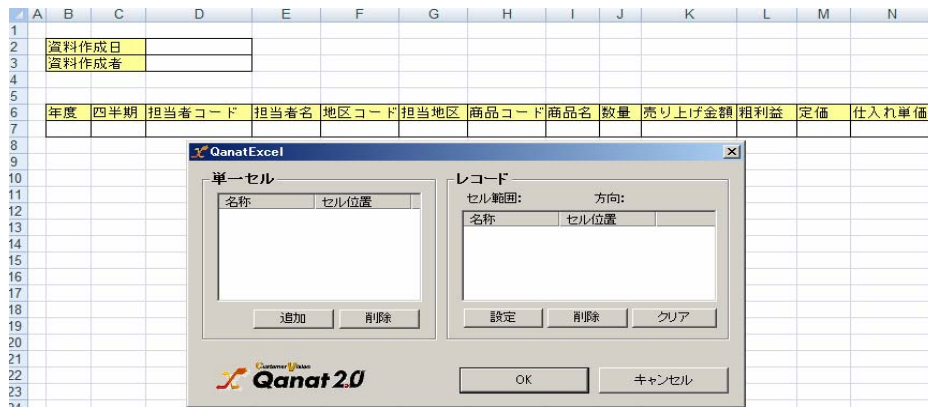 A B C D E F G H I J K L M N
1
2 資料作成日
3 資料作成者
4
5
6 年度 四半期 担当者コード 担当者名 地区コード 担当地区 商品コード 商品名 数量 売り上げ金額 粗利益 定価 仕入れ単価
7
8
9 QanatExcel
10 単一セル レコード
11 名称 セル位置 セル範囲: 方向:
12 名称 セル位置
13
14
15
16
17
18 追加 削除 設定 削除 クリア
19
20
21 Customer Vision
22 Qanat 2.0 OK キャンセル
23
24